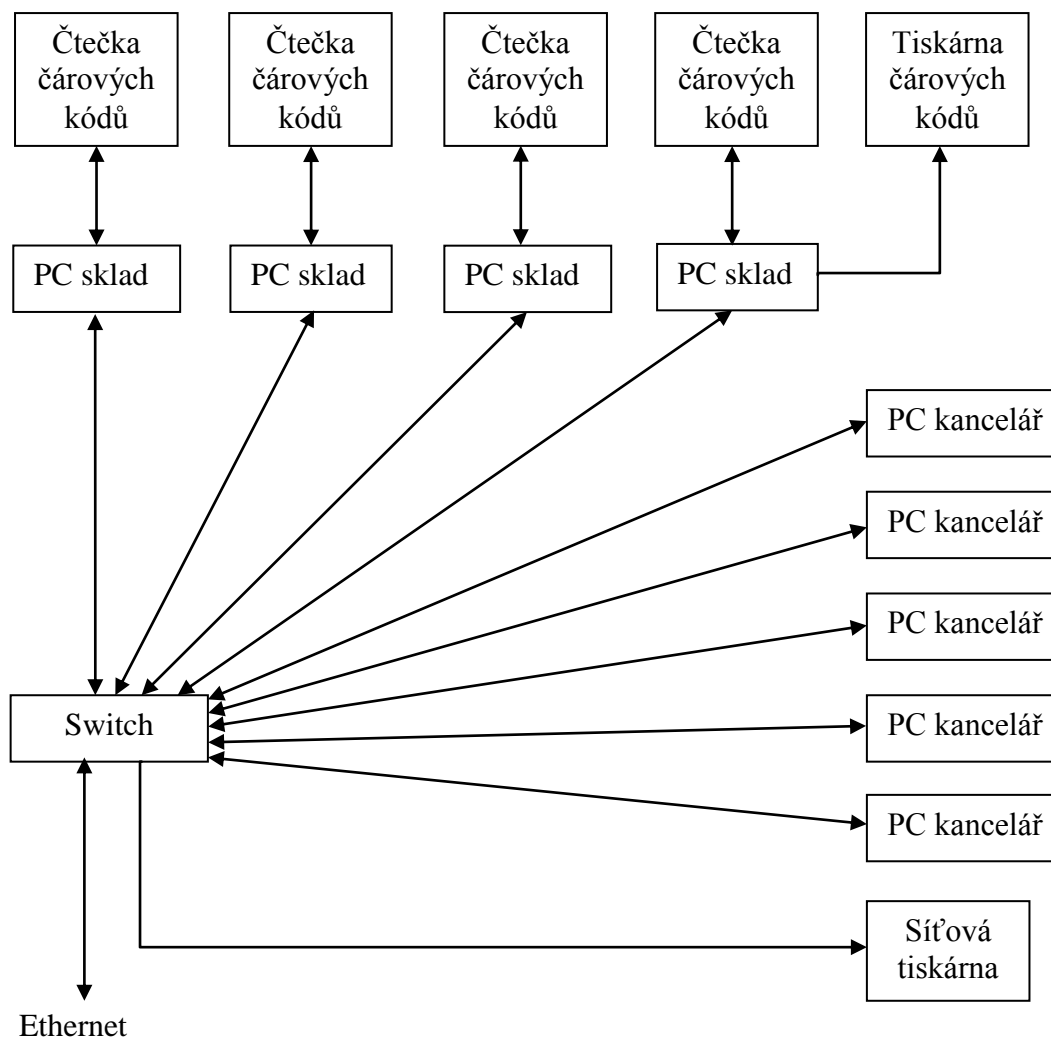 Čtečka
čárových
kódů
Čtečka
čárových
kódů
Čtečka
čárových
kódů
Čtečka
čárových
kódů
Tiskárna
čárových
kódů
PC sklad
PC sklad
PC sklad
PC sklad
PC kancelář
PC kancelář
PC kancelář
Switch
PC kancelář
PC kancelář
Síťová
tiskárna
Ethernet